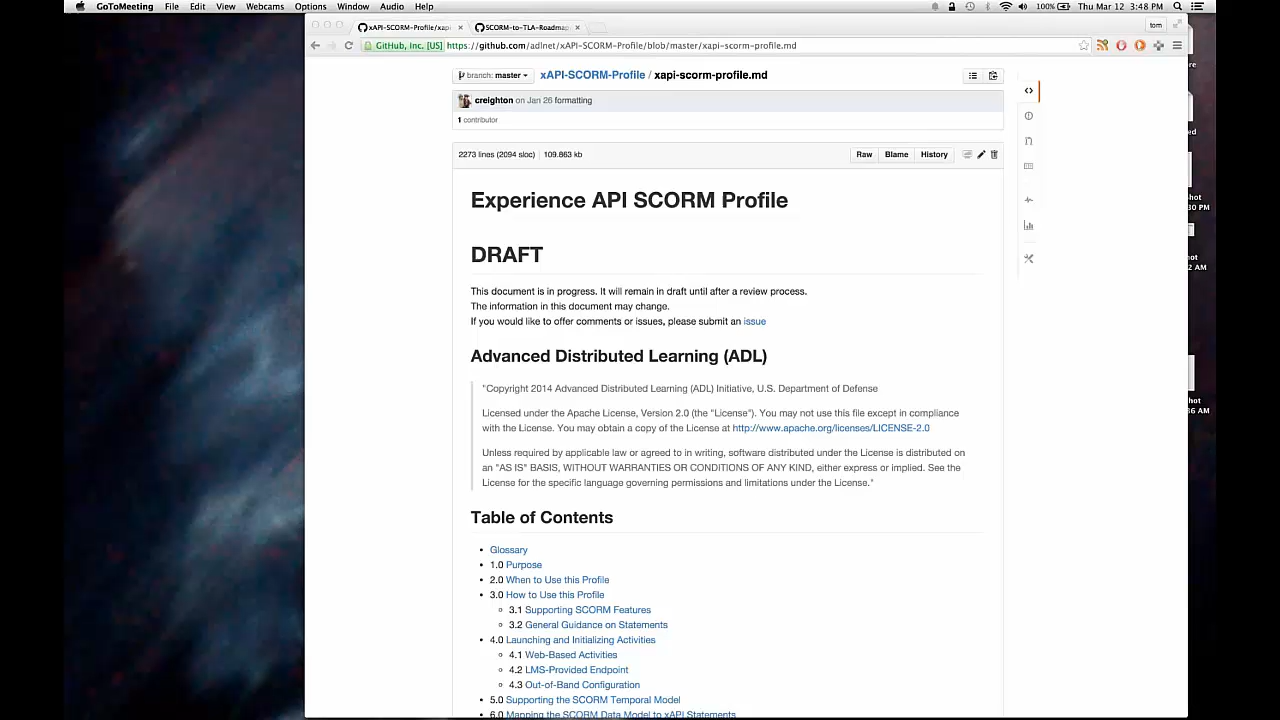 GoToMeeting File Edit View Webcams Options Window Audio Help 100% Thu Mar 12 3:48 PM
xAPI-SCORM-Profile/xapi × SCORM-to-TLA-Roadmap ×
tom
GitHub, Inc. [US] https://github.com/adlnet/xAPI-SCORM-Profile/blob/master/xapi-scorm-profile.md
branch: master xAPI-SCORM-Profile / xapi-scorm-profile.md
creighton on Jan 26 formatting
1 contributor
2273 lines (2094 sloc) 109.863 kb Raw Blame History
Experience API SCORM Profile
DRAFT
This document is in progress. It will remain in draft until after a review process.
The information in this document may change.
If you would like to offer comments or issues, please submit an issue
Advanced Distributed Learning (ADL)
"Copyright 2014 Advanced Distributed Learning (ADL) Initiative, U.S. Department of Defense
Licensed under the Apache License, Version 2.0 (the "License"). You may not use this file except in compliance
with the License. You may obtain a copy of the License at http://www.apache.org/licenses/LICENSE-2.0
Unless required by applicable law or agreed to in writing, software distributed under the License is distributed on
an "AS IS" BASIS, WITHOUT WARRANTIES OR CONDITIONS OF ANY KIND, either express or implied. See the
License for the specific language governing permissions and limitations under the License."
Table of Contents
• Glossary
• 1.0 Purpose
• 2.0 When to Use this Profile
• 3.0 How to Use this Profile
◦ 3.1 Supporting SCORM Features
◦ 3.2 General Guidance on Statements
• 4.0 Launching and Initializing Activities
◦ 4.1 Web-Based Activities
◦ 4.2 LMS-Provided Endpoint
◦ 4.3 Out-of-Band Configuration
• 5.0 Supporting the SCORM Temporal Model
• 6.0 Mapping the SCORM Data Model to xAPI Statements